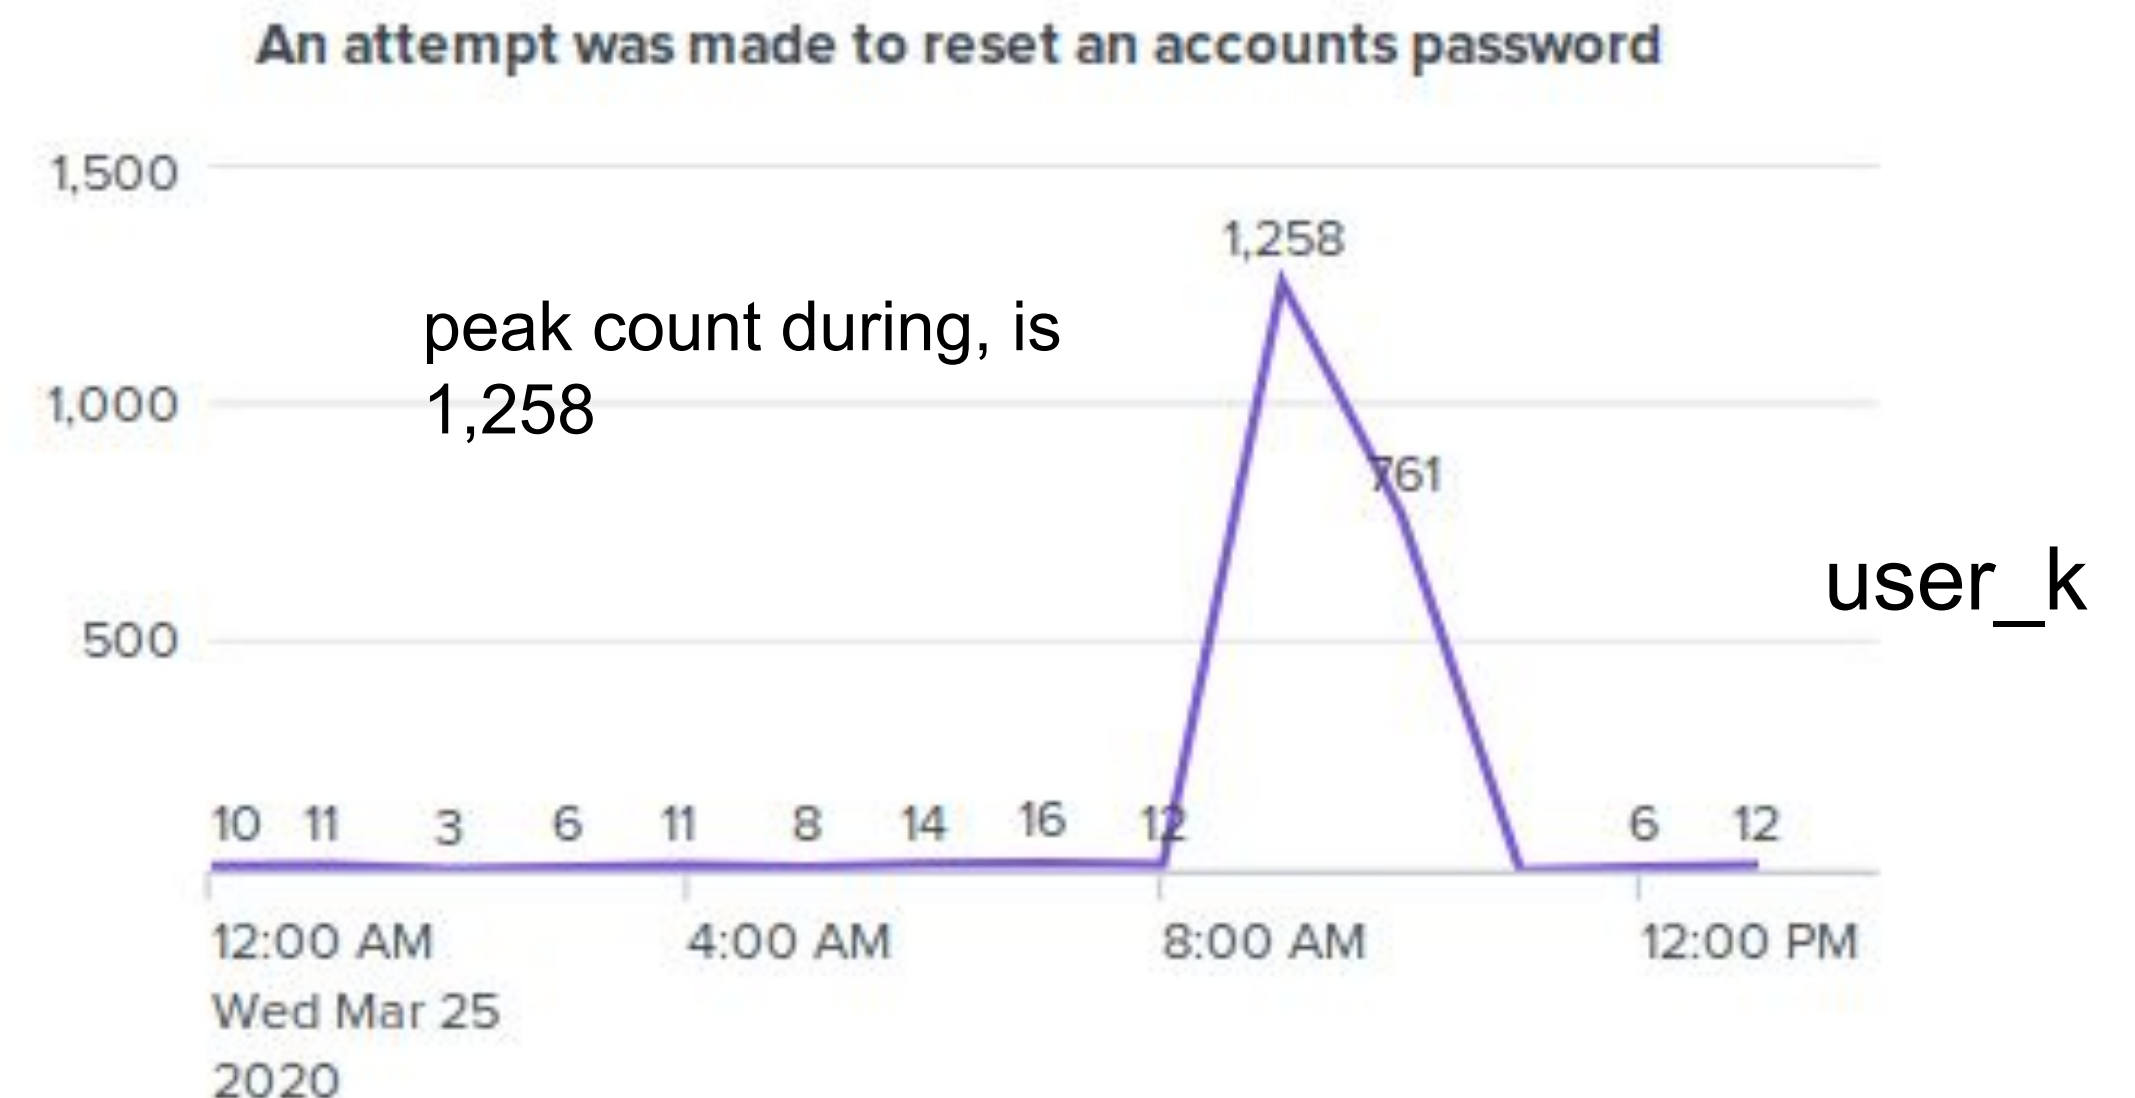 An attempt was made to reset an accounts password
1,500
1,258
peak count during, is
1,000
1,258
761
user_k
500
10 11 3 6 11 8 14 16 12 6 12
12:00 AM 4:00 AM 8:00 AM 12:00 PM
Wed Mar 25
2020